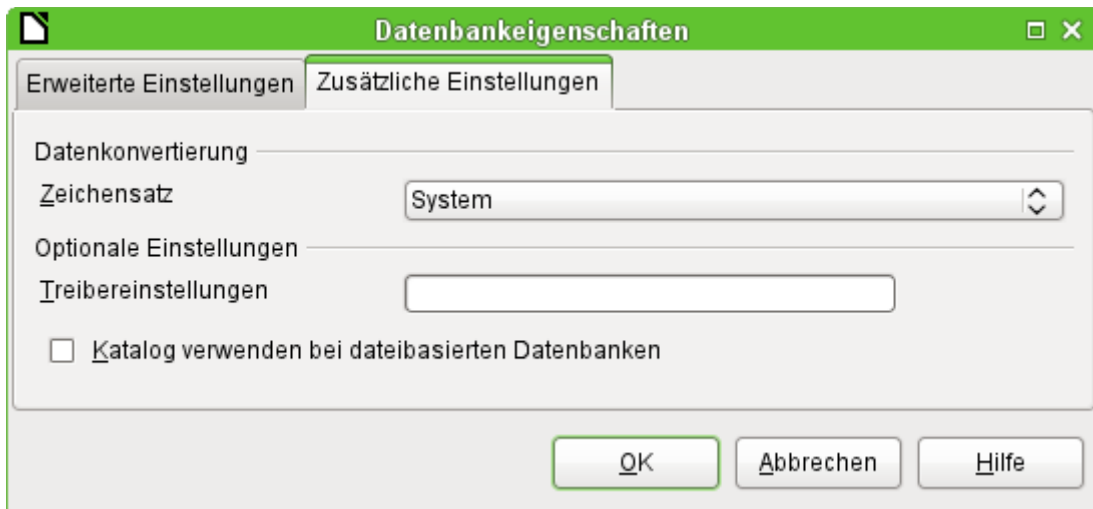 Datenbankeigenschaften
Erweiterte Einstellungen Zusätzliche Einstellungen
Datenkonvertierung
Zeichensatz System
Optionale Einstellungen
Treibereinstellungen
Katalog verwenden bei dateibasierten Datenbanken
OK Abbrechen Hilfe